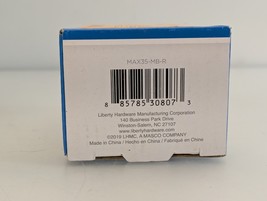 MAX35-MB-R
8 85785 30807 3
Liberty Hardware Manufacturing Corporation
140 Business Park Drive
Winston-Salem, NC 27107
www.libertyhardware.com
©2019 LHMC, A MASCO COMPANY
Made in China / Hecho en China / Fabriqué en Chine